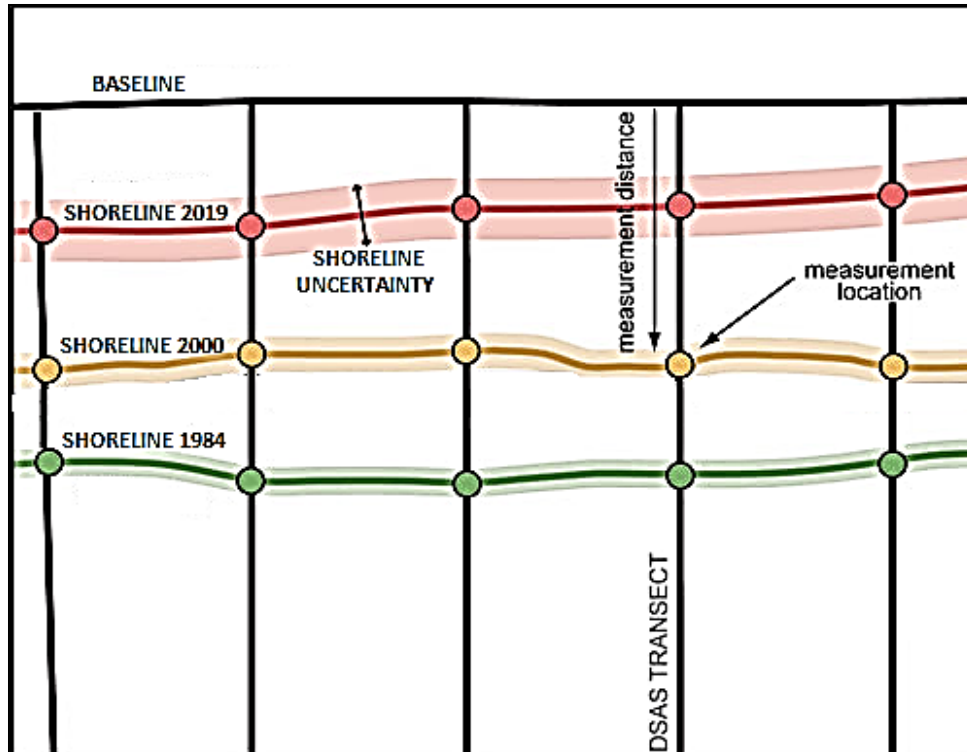 BASELINE
measurement distance
SHORELINE 2019
SHORELINE
UNCERTAINTY
measurement
location
SHORELINE 2000
SHORELINE 1984
DSAS TRANSECT